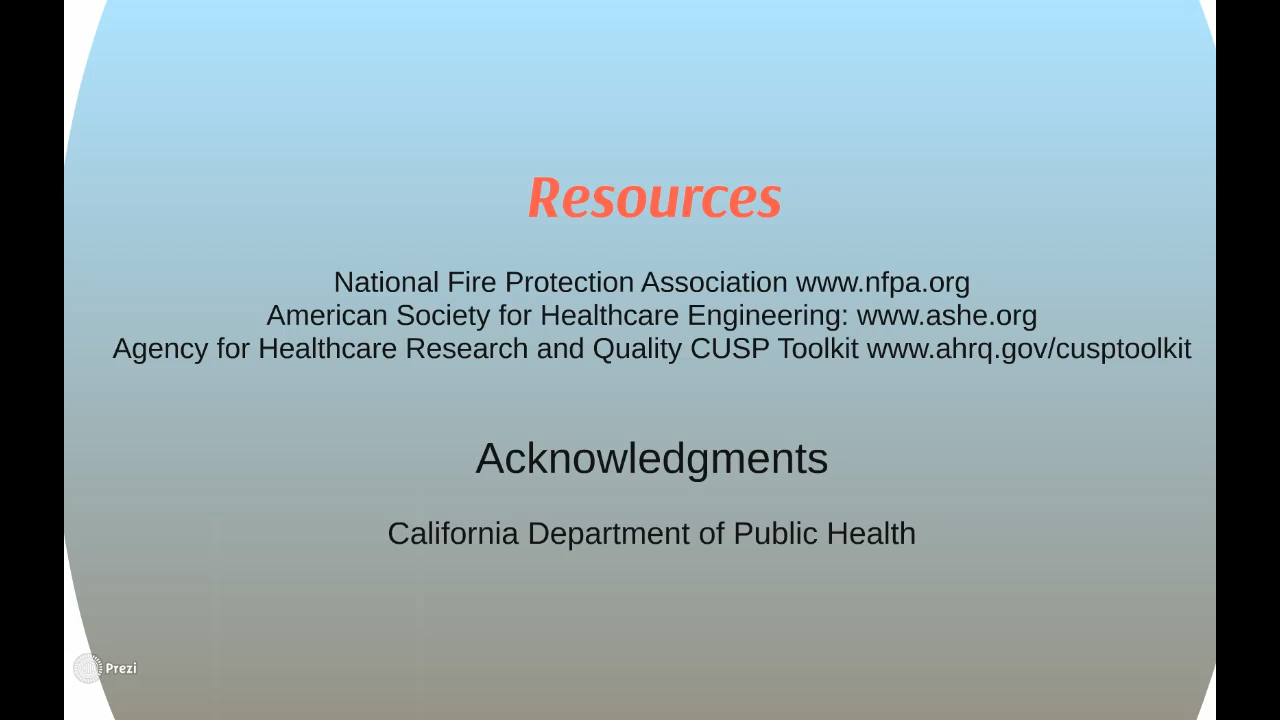 Resources
National Fire Protection Association www.nfpa.org
American Society for Healthcare Engineering: www.ashe.org
Agency for Healthcare Research and Quality CUSP Toolkit www.ahrq.gov/cusptoolkit
Acknowledgments
California Department of Public Health
Prezi